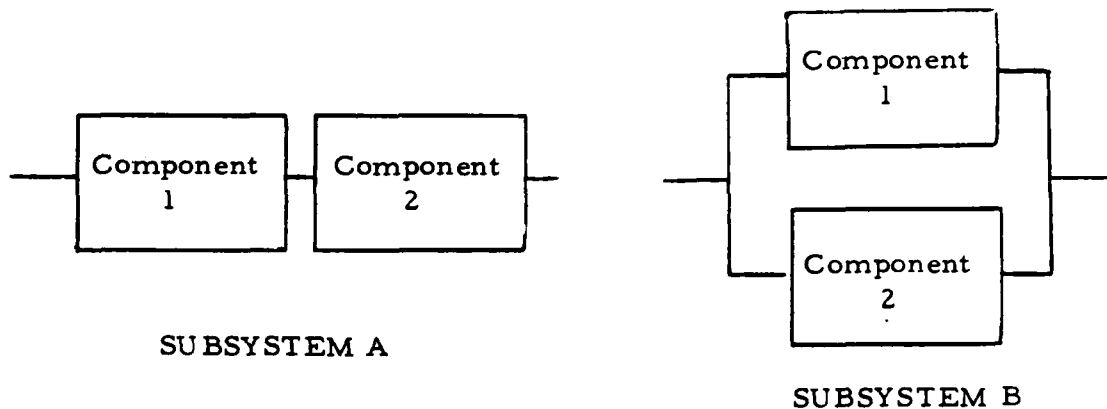 Component
1
Component
2
SUBSYSTEM A
Component
1
Component
2
SUBSYSTEM B